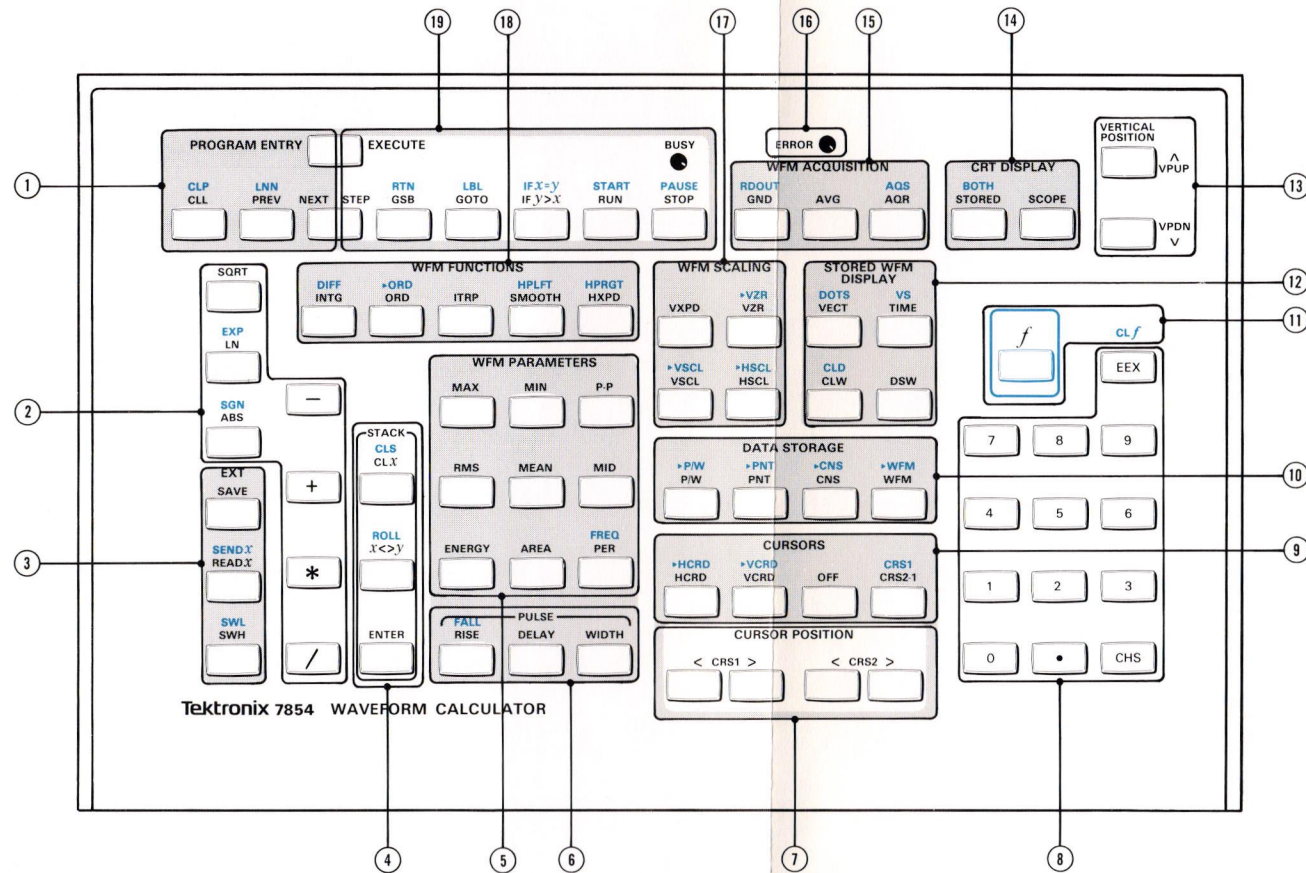 19 18 17 16 15 14
PROGRAM ENTRY EXECUTE BUSY
ERROR
VERTICAL
POSITION
1
CLP LNN RTN LBL IF x=y START PAUSE
CLL PREV NEXT STEP GSB GOTO IF y>x RUN STOP
WFM ACQUISITION
RDOUT AQS
GND AVG AQR
CRT DISPLAY
BOTH
STORED SCOPE
∧
VPUP
VPDN
∨
13
SQRT
EXP
LN
SGN
ABS
2
−
+
*
/
WFM FUNCTIONS
DIFF ▸ORD HPLFT HPRGT
INTG ORD ITRP SMOOTH HXPD
WFM SCALING
▸VZR
VXPD VZR
▸VSCL ▸HSCL
VSCL HSCL
STORED WFM
DISPLAY
DOTS VS
VECT TIME
CLD
CLW DSW
12
f CLf
11
EEX
7 8 9
4 5 6
1 2 3
0 • CHS
WFM PARAMETERS
MAX MIN P-P
RMS MEAN MID
FREQ
ENERGY AREA PER
STACK
CLS
CLx
ROLL
x<>y
ENTER
EXT
SAVE
SENDx
READx
SWL
SWH
3
DATA STORAGE
▸P/W ▸PNT ▸CNS ▸WFM
P/W PNT CNS WFM
10
CURSORS
▸HCRD ▸VCRD CRS1
HCRD VCRD OFF CRS2-1
9
PULSE
FALL
RISE DELAY WIDTH
CURSOR POSITION
< CRS1 > < CRS2 >
Tektronix 7854 WAVEFORM CALCULATOR
4 5 6 7 8